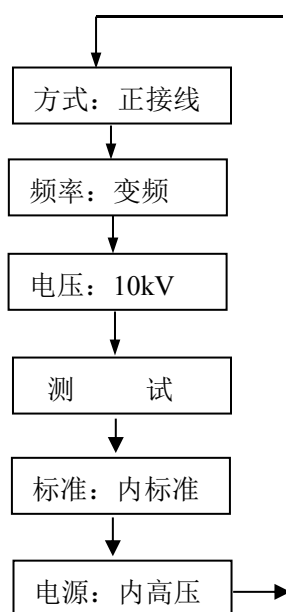 方式：正接线
频率：变频
电压：10kV
测　　试
标准：内标准
电源：内高压